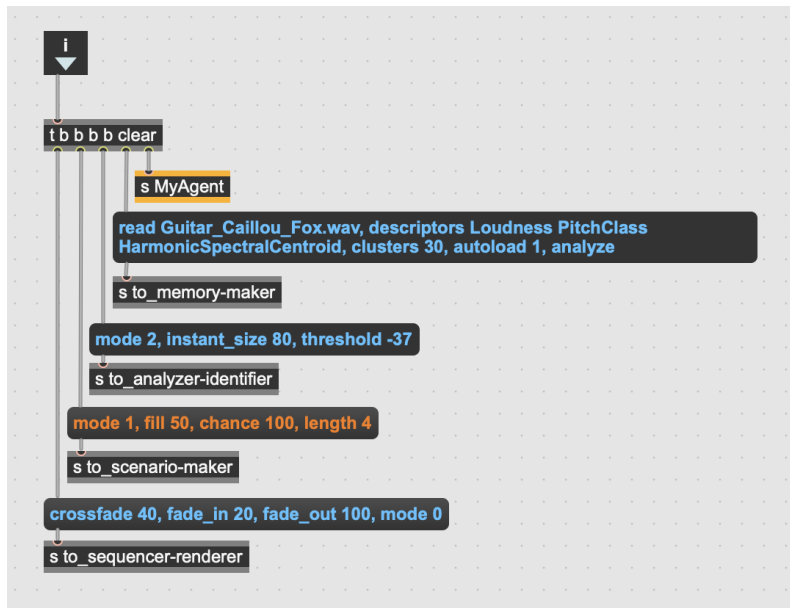 i
t b b b b clear
s MyAgent
read Guitar_Caillou_Fox.wav, descriptors Loudness PitchClass
HarmonicSpectralCentroid, clusters 30, autoload 1, analyze
s to_memory-maker
mode 2, instant_size 80, threshold -37
s to_analyzer-identifier
mode 1, fill 50, chance 100, length 4
s to_scenario-maker
crossfade 40, fade_in 20, fade_out 100, mode 0
s to_sequencer-renderer